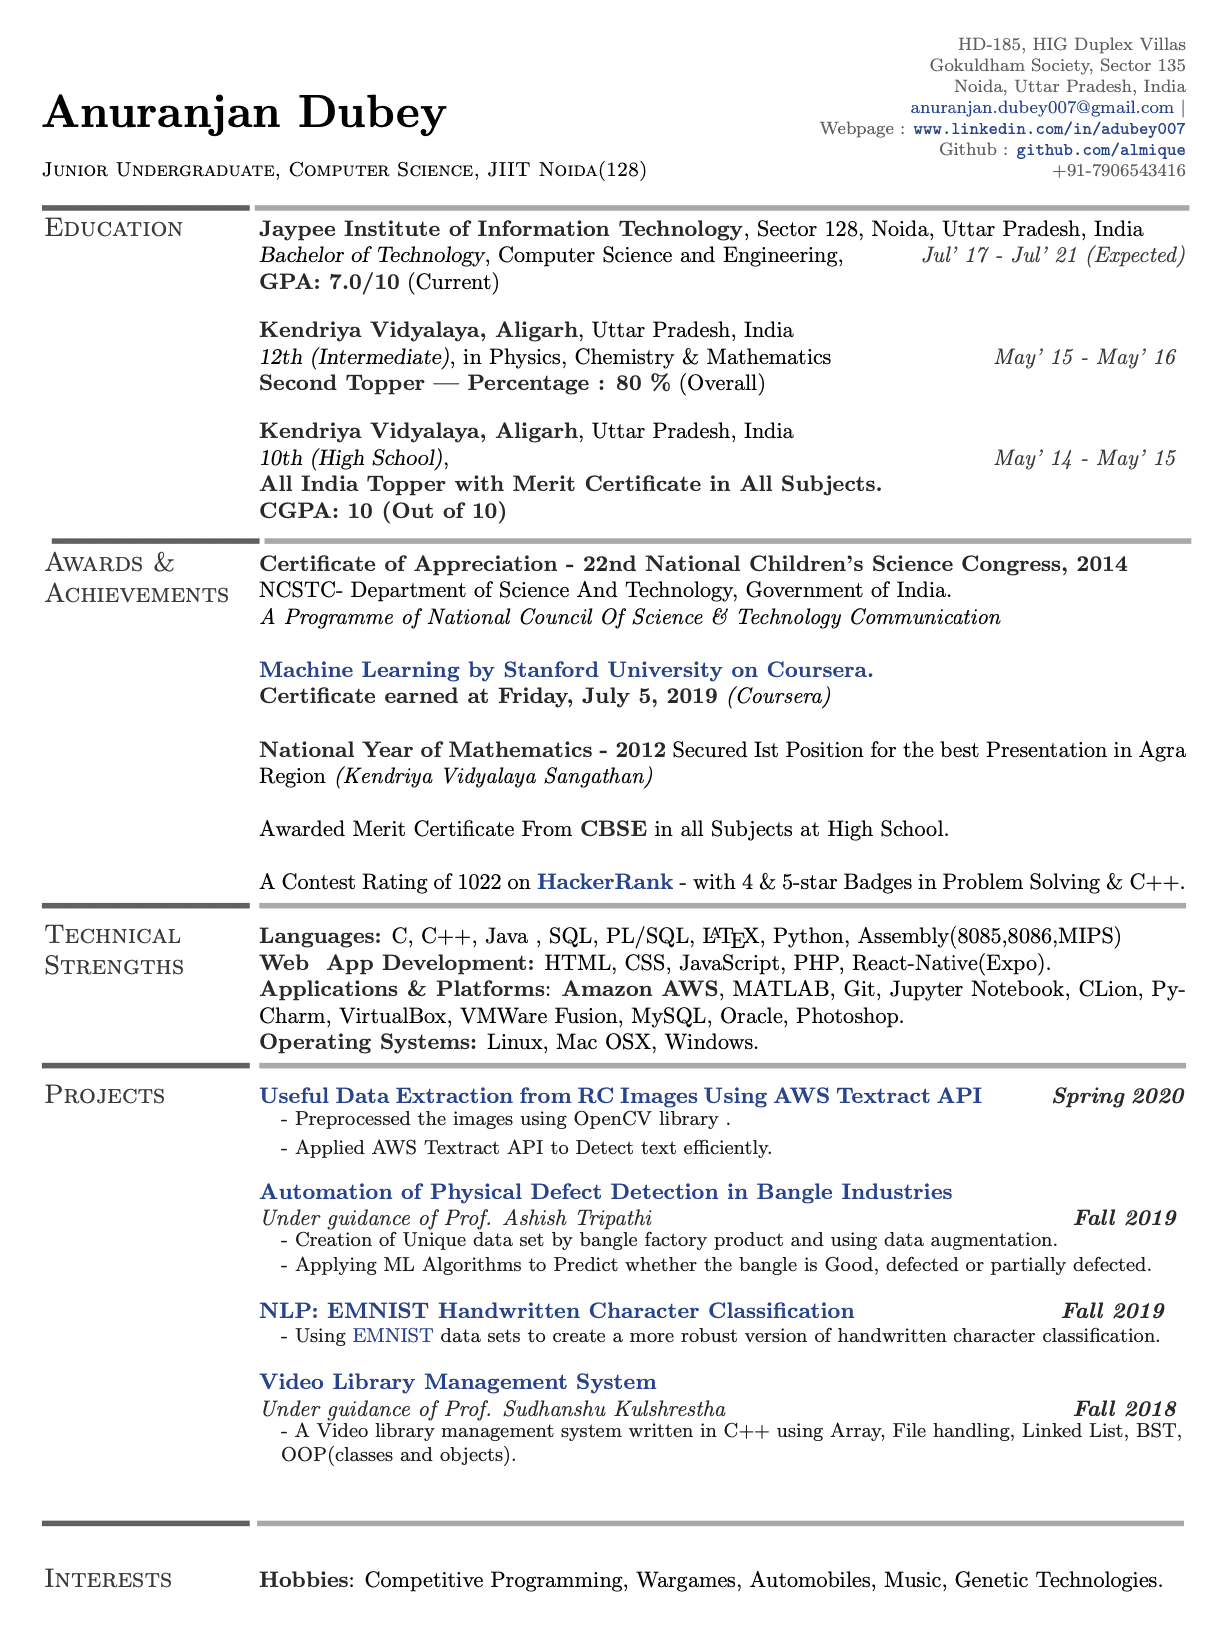 HD-185, HIG Duplex Villas
Gokuldham Society, Sector 135
Noida, Uttar Pradesh, India
anuranjan.dubey007@gmail.com |
Webpage : www.linkedin.com/in/adubey007
Github : github.com/almique
+91-7906543416
Anuranjan Dubey
Junior Undergraduate, Computer Science, JIIT Noida(128)
Education
Jaypee Institute of Information Technology, Sector 128, Noida, Uttar Pradesh, India
Bachelor of Technology, Computer Science and Engineering, Jul' 17 - Jul' 21 (Expected)
GPA: 7.0/10 (Current)
Kendriya Vidyalaya, Aligarh, Uttar Pradesh, India
12th (Intermediate), in Physics, Chemistry & Mathematics May' 15 - May' 16
Second Topper — Percentage : 80 % (Overall)
Kendriya Vidyalaya, Aligarh, Uttar Pradesh, India
10th (High School), May' 14 - May' 15
All India Topper with Merit Certificate in All Subjects.
CGPA: 10 (Out of 10)
Awards &
Achievements
Certificate of Appreciation - 22nd National Children's Science Congress, 2014
NCSTC- Department of Science And Technology, Government of India.
A Programme of National Council Of Science & Technology Communication
Machine Learning by Stanford University on Coursera.
Certificate earned at Friday, July 5, 2019 (Coursera)
National Year of Mathematics - 2012 Secured Ist Position for the best Presentation in Agra
Region (Kendriya Vidyalaya Sangathan)
Awarded Merit Certificate From CBSE in all Subjects at High School.
A Contest Rating of 1022 on HackerRank - with 4 & 5-star Badges in Problem Solving & C++.
Technical
Strengths
Languages: C, C++, Java , SQL, PL/SQL, LATEX, Python, Assembly(8085,8086,MIPS)
Web App Development: HTML, CSS, JavaScript, PHP, React-Native(Expo).
Applications & Platforms: Amazon AWS, MATLAB, Git, Jupyter Notebook, CLion, Py-
Charm, VirtualBox, VMWare Fusion, MySQL, Oracle, Photoshop.
Operating Systems: Linux, Mac OSX, Windows.
Projects
Useful Data Extraction from RC Images Using AWS Textract API Spring 2020
- Preprocessed the images using OpenCV library .
- Applied AWS Textract API to Detect text efficiently.
Automation of Physical Defect Detection in Bangle Industries
Under guidance of Prof. Ashish Tripathi Fall 2019
- Creation of Unique data set by bangle factory product and using data augmentation.
- Applying ML Algorithms to Predict whether the bangle is Good, defected or partially defected.
NLP: EMNIST Handwritten Character Classification Fall 2019
- Using EMNIST data sets to create a more robust version of handwritten character classification.
Video Library Management System
Under guidance of Prof. Sudhanshu Kulshrestha Fall 2018
- A Video library management system written in C++ using Array, File handling, Linked List, BST,
OOP(classes and objects).
Interests
Hobbies: Competitive Programming, Wargames, Automobiles, Music, Genetic Technologies.